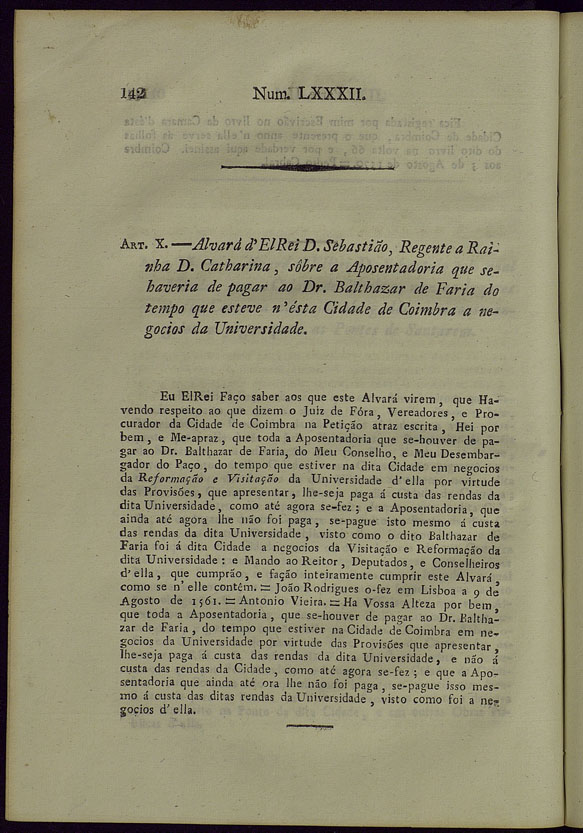 142 Num. LXXXII.
ART. X. — Alvará d'ElRei D. Sebastião, Regente a Rai-
nha D. Catharina, sôbre a Aposentadoria que se-
haveria de pagar ao Dr. Balthazar de Faria do
tempo que esteve n'ésta Cidade de Coimbra a ne-
gocios da Universidade.
Eu ElRei Faço saber aos que este Alvará virem, que Ha-
vendo respeito ao que dizem o Juiz de Fóra, Vereadores, e Pro-
curador da Cidade de Coimbra na Petição atraz escrita, Hei por
bem, e Me-apraz, que toda a Aposentadoria que se-houver de pa-
gar ao Dr. Balthazar de Faria, do Meu Conselho, e Meu Desembar-
gador do Paço, do tempo que estiver na dita Cidade em negocios
da Reformação e Visitação da Universidade d'ella por virtude
das Provisões, que apresentar, lhe-seja paga á custa das rendas da
dita Universidade, como até agora se-fez; e a Aposentadoria, que
ainda até agora lhe não foi paga, se-pague isto mesmo á custa
das rendas da dita Universidade, visto como o dito Balthazar de
Faria foi á dita Cidade a negocios da Visitação e Reformação da
dita Universidade: e Mando ao Reitor, Deputados, e Conselheiros
d'ella, que cumprão, e fação inteiramente cumprir este Alvará,
como se n'elle contêm. = João Rodrigues o-fez em Lisboa a 9 de
Agosto de 1561. = Antonio Vieira. = Ha Vossa Alteza por bem,
que toda a Aposentadoria, que se-houver de pagar ao Dr. Baltha-
zar de Faria, do tempo que estiver na Cidade de Coimbra em ne-
gocios da Universidade por virtude das Provisões que apresentar,
lhe-seja paga á custa das rendas da dita Universidade, e não á
custa das rendas da Cidade, como até agora se-fez; e que a Apo-
sentadoria que ainda até ora lhe não foi paga, se-pague isso mes-
mo á custa das ditas rendas da Universidade, visto como foi a ne-
gocios d'ella.